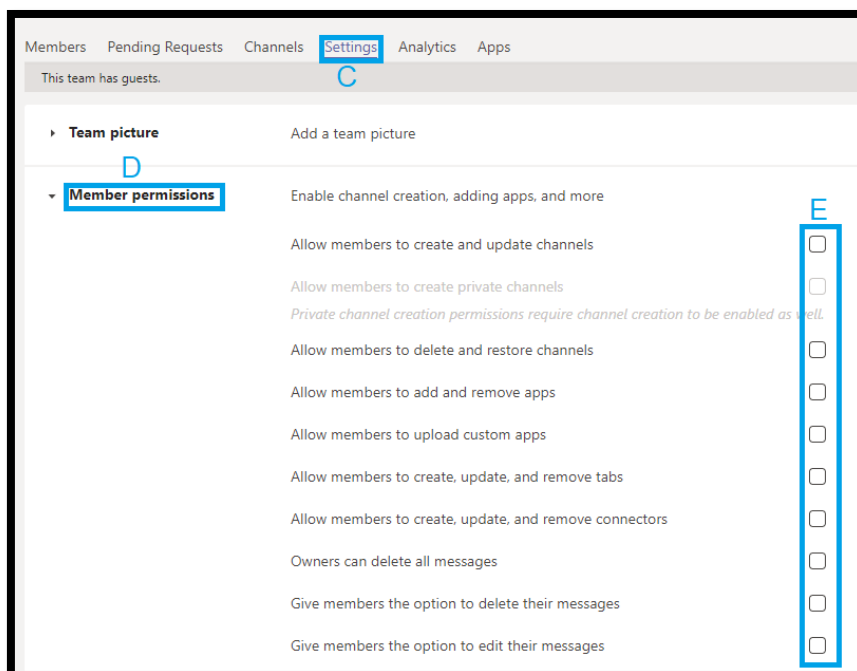 Members Pending Requests Channels Settings Analytics Apps
C
This team has guests.
Team picture Add a team picture
D
Member permissions Enable channel creation, adding apps, and more
E
Allow members to create and update channels
Allow members to create private channels
Private channel creation permissions require channel creation to be enabled as well.
Allow members to delete and restore channels
Allow members to add and remove apps
Allow members to upload custom apps
Allow members to create, update, and remove tabs
Allow members to create, update, and remove connectors
Owners can delete all messages
Give members the option to delete their messages
Give members the option to edit their messages